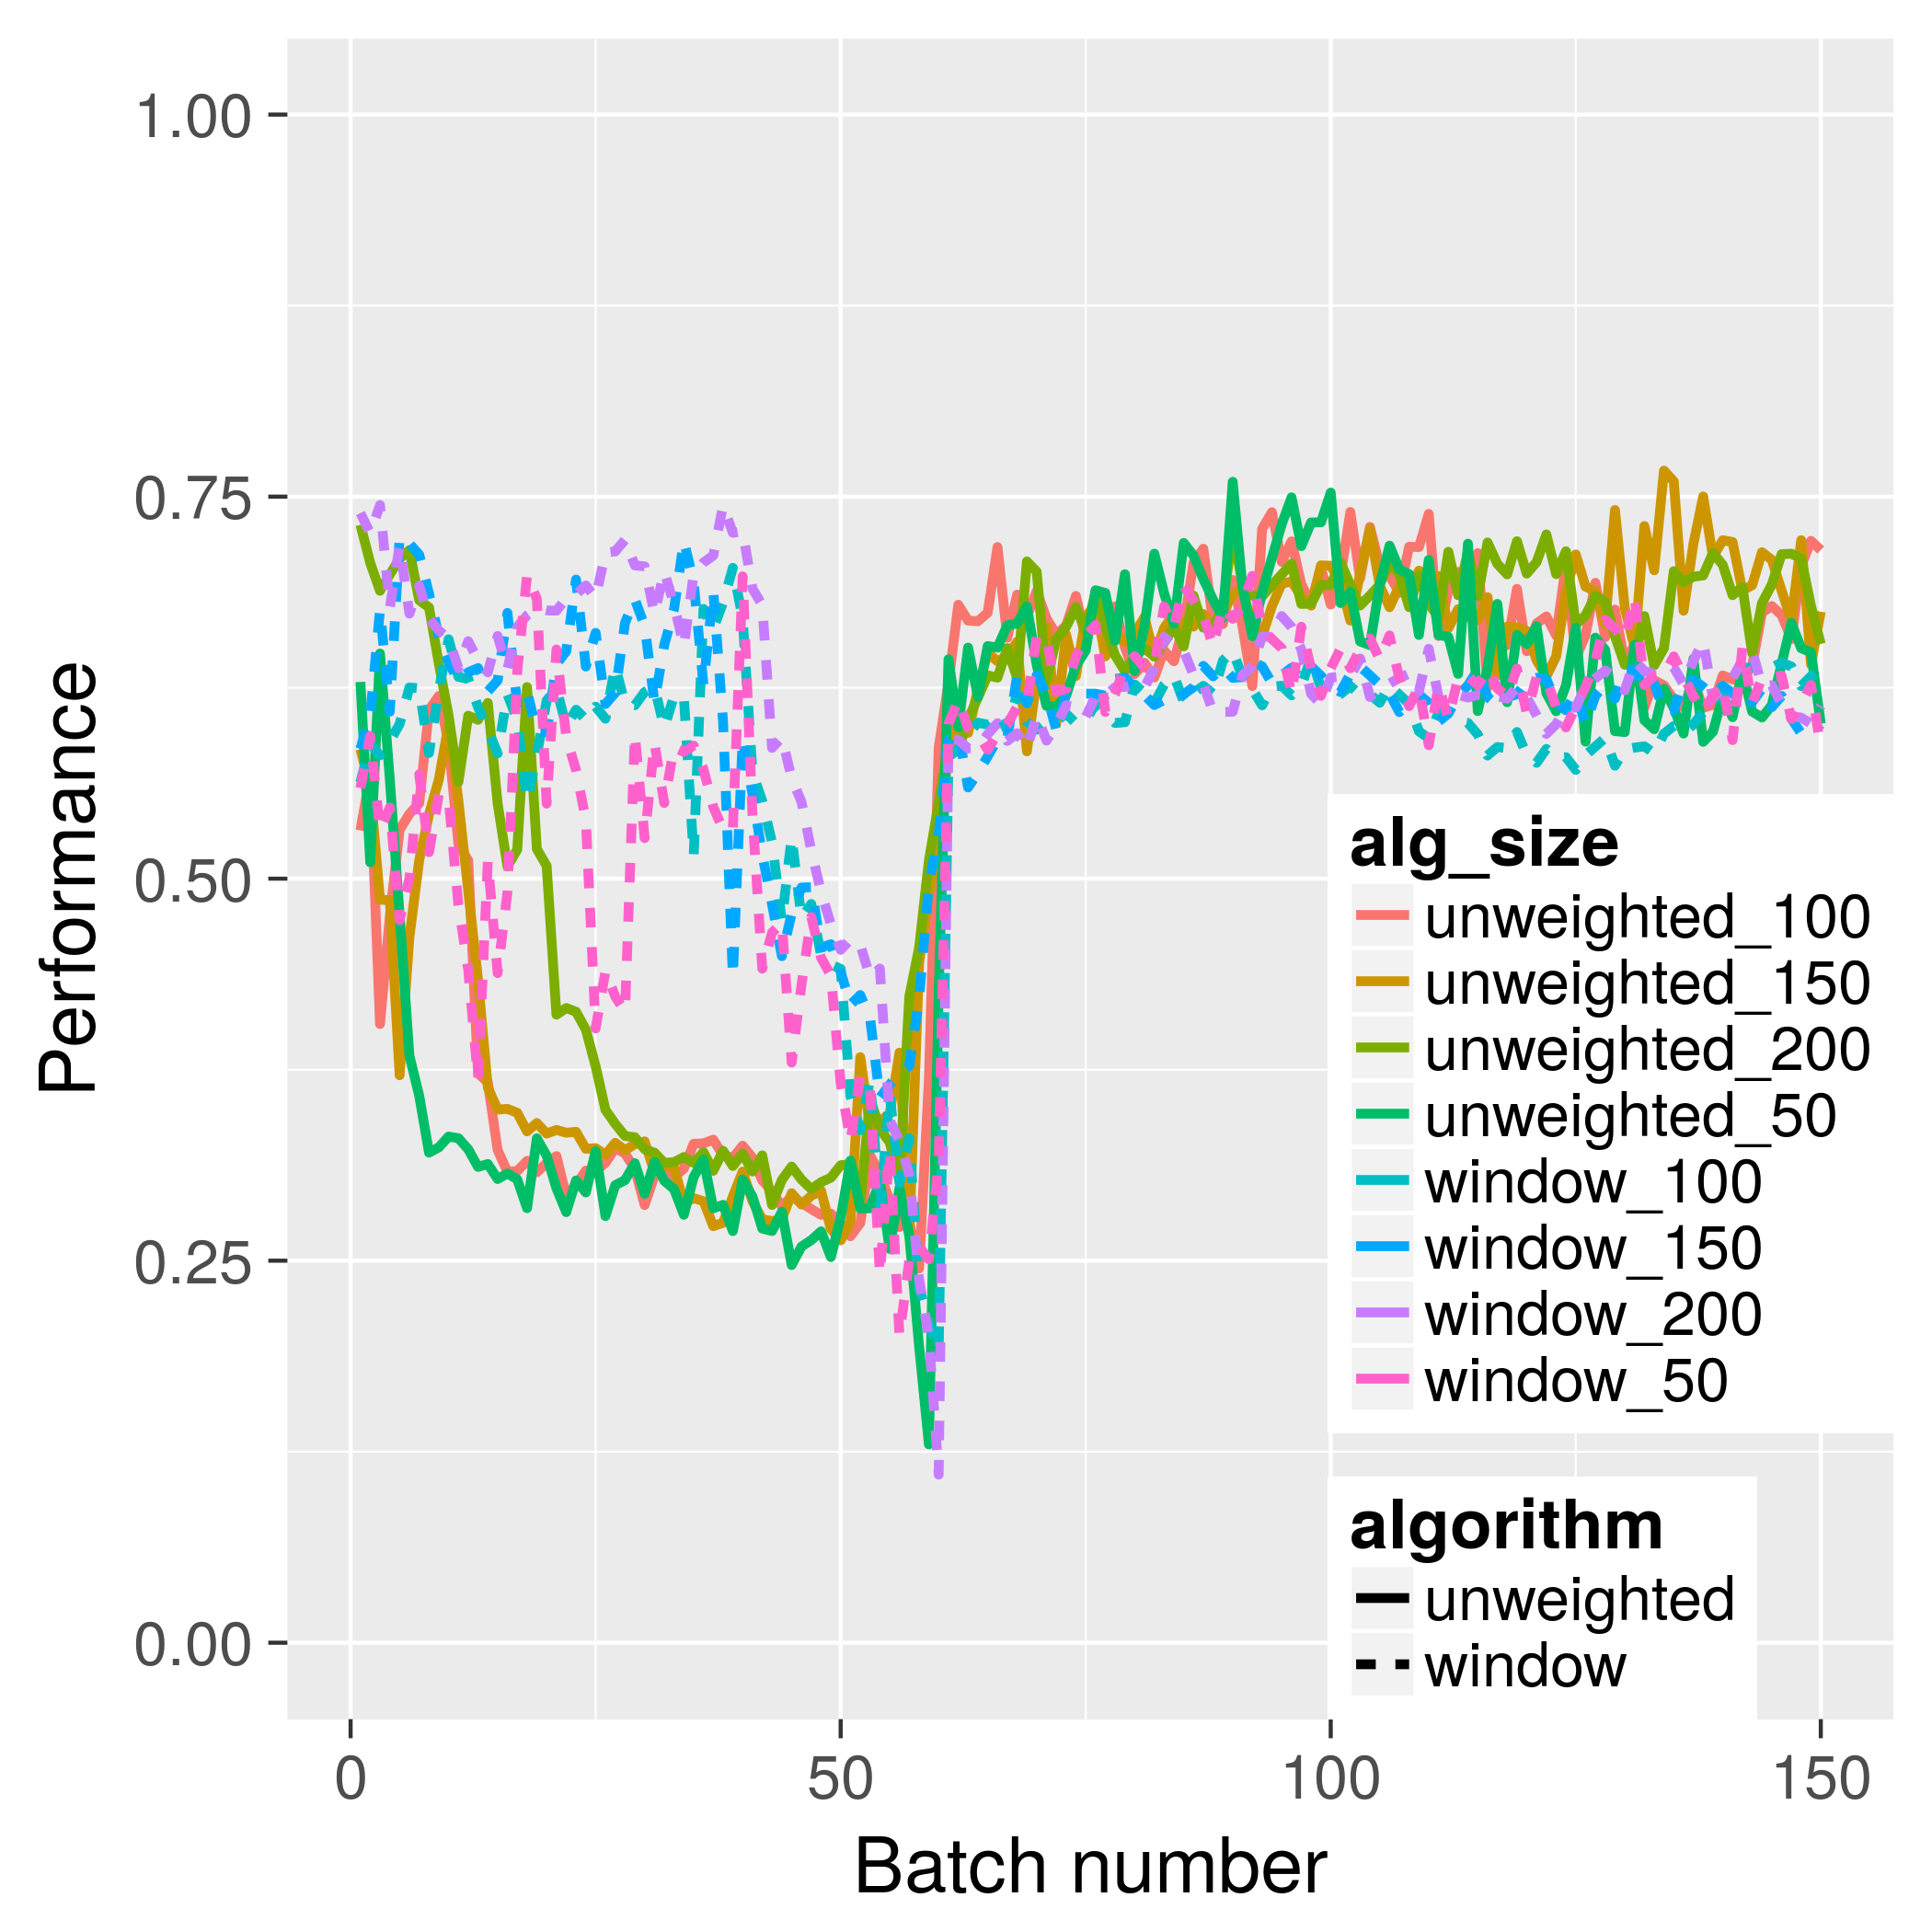 1.00
0.75
0.50
0.25
0.00
Performance
0
50
100
150
Batch number
alg_size
unweighted_100
unweighted_150
unweighted_200
unweighted_50
window_100
window_150
window_200
window_50
algorithm
unweighted
window